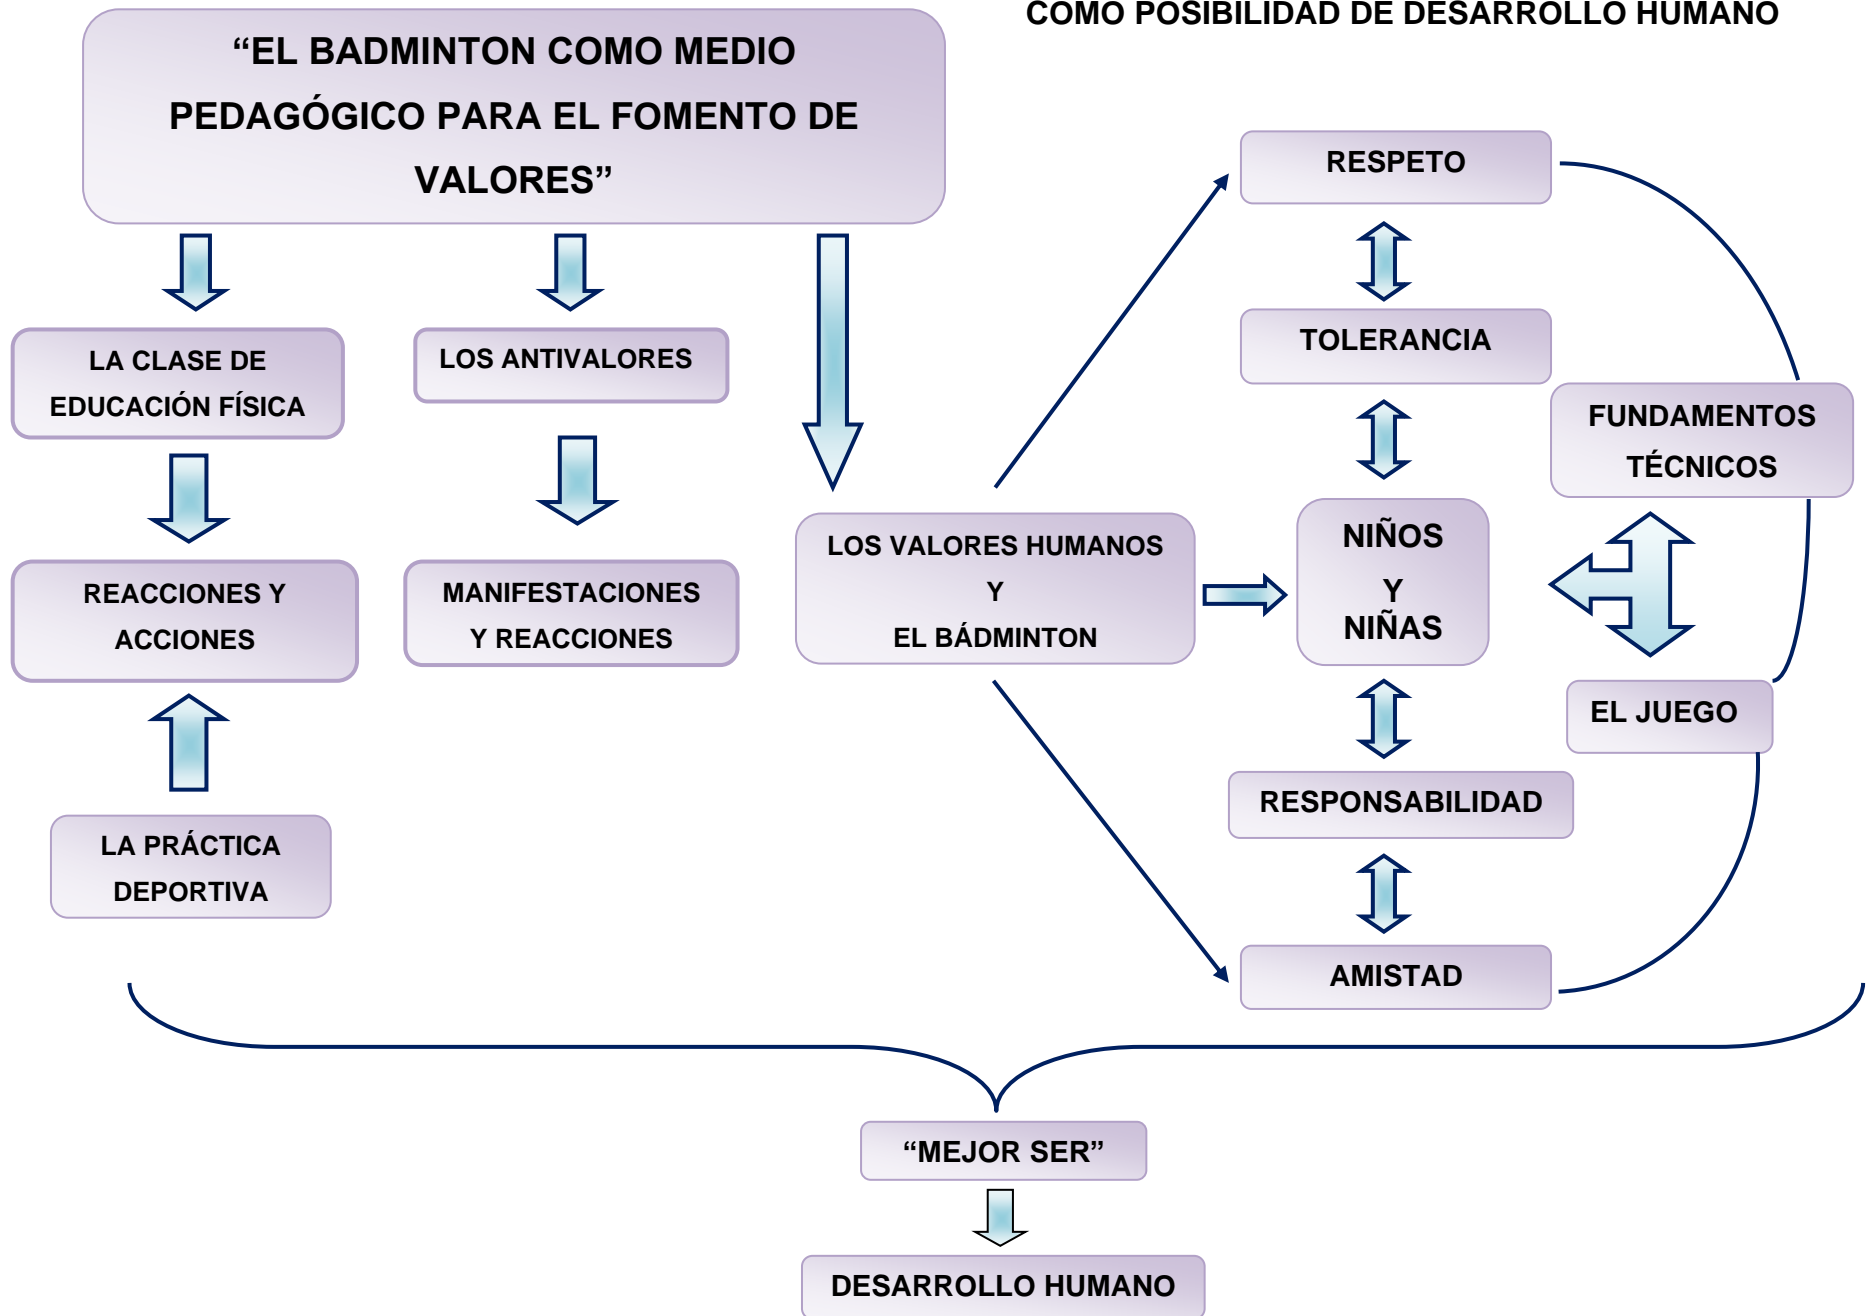 COMO POSIBILIDAD DE DESARROLLO HUMANO
“EL BADMINTON COMO MEDIO
PEDAGÓGICO PARA EL FOMENTO DE
VALORES”
LA CLASE DE
EDUCACIÓN FÍSICA
LOS ANTIVALORES
REACCIONES Y
ACCIONES
MANIFESTACIONES
Y REACCIONES
LA PRÁCTICA
DEPORTIVA
LOS VALORES HUMANOS
Y
EL BÁDMINTON
RESPETO
TOLERANCIA
NIÑOS
Y
NIÑAS
RESPONSABILIDAD
AMISTAD
FUNDAMENTOS
TÉCNICOS
EL JUEGO
“MEJOR SER”
DESARROLLO HUMANO